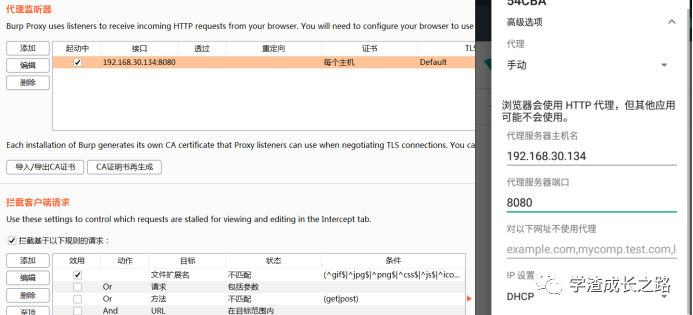 代理监听器
Burp Proxy uses listeners to receive incoming HTTP requests from your browser. You will need to configure your browser to use
添加
编辑
删除
起动中 接口 透过 重定向 证书 TLS
192.168.30.134:8080 每个主机 Default
Each installation of Burp generates its own CA certificate that Proxy listeners can use when negotiating TLS connections. You ca
导入/导出CA证书 CA证明书再生成
拦截客户端请求
Use these settings to control which requests are stalled for viewing and editing in the Intercept tab.
拦截基于以下规则的请求：
添加
编辑
删除
至顶
效用 动作 目标 状态 条件
文件扩展名 不匹配 (^gif$|^jpg$|^png$|^css$|^js$|^ico...
Or 请求 包括参数
Or 方法 不匹配 (get|post)
And URL 在目标范围内
54CBA
高级选项
代理
手动
浏览器会使用 HTTP 代理，但其他应用
可能不会使用。
代理服务器主机名
192.168.30.134
代理服务器端口
8080
对以下网址不使用代理
example.com,mycomp.test.com,l
IP 设置
DHCP
学渣成长之路